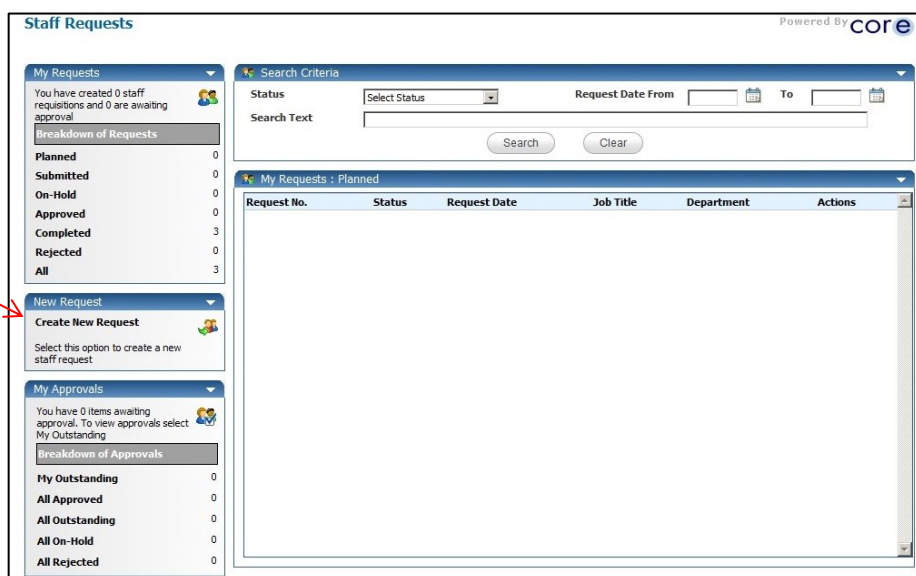 Staff Requests
Powered By core
My Requests
You have created 0 staff
requisitions and 0 are awaiting
approval
Breakdown of Requests
Planned 0
Submitted 0
On-Hold 0
Approved 0
Completed 3
Rejected 0
All 3
New Request
Create New Request
Select this option to create a new
staff request
My Approvals
You have 0 items awaiting
approval. To view approvals select
My Outstanding
Breakdown of Approvals
My Outstanding 0
All Approved 0
All Outstanding 0
All On-Hold 0
All Rejected 0
Search Criteria
Status Select Status Request Date From To
Search Text
Search Clear
My Requests : Planned
Request No. Status Request Date Job Title Department Actions